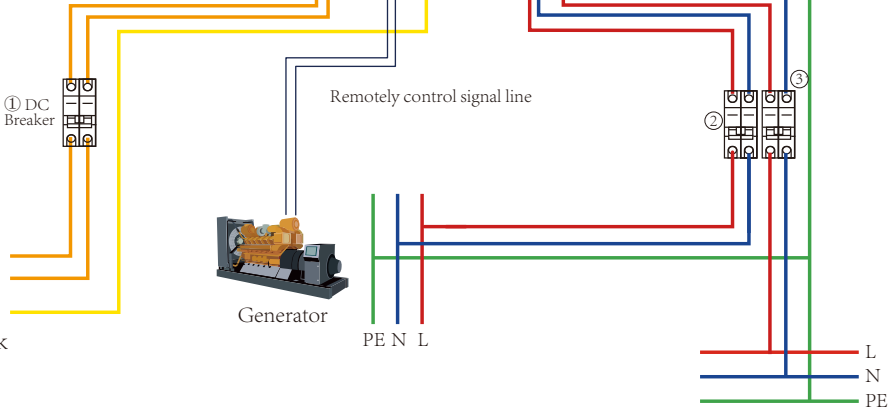 ① DC
Breaker
Remotely control signal line
③
②
Generator
PE N L
k
L
N
PE